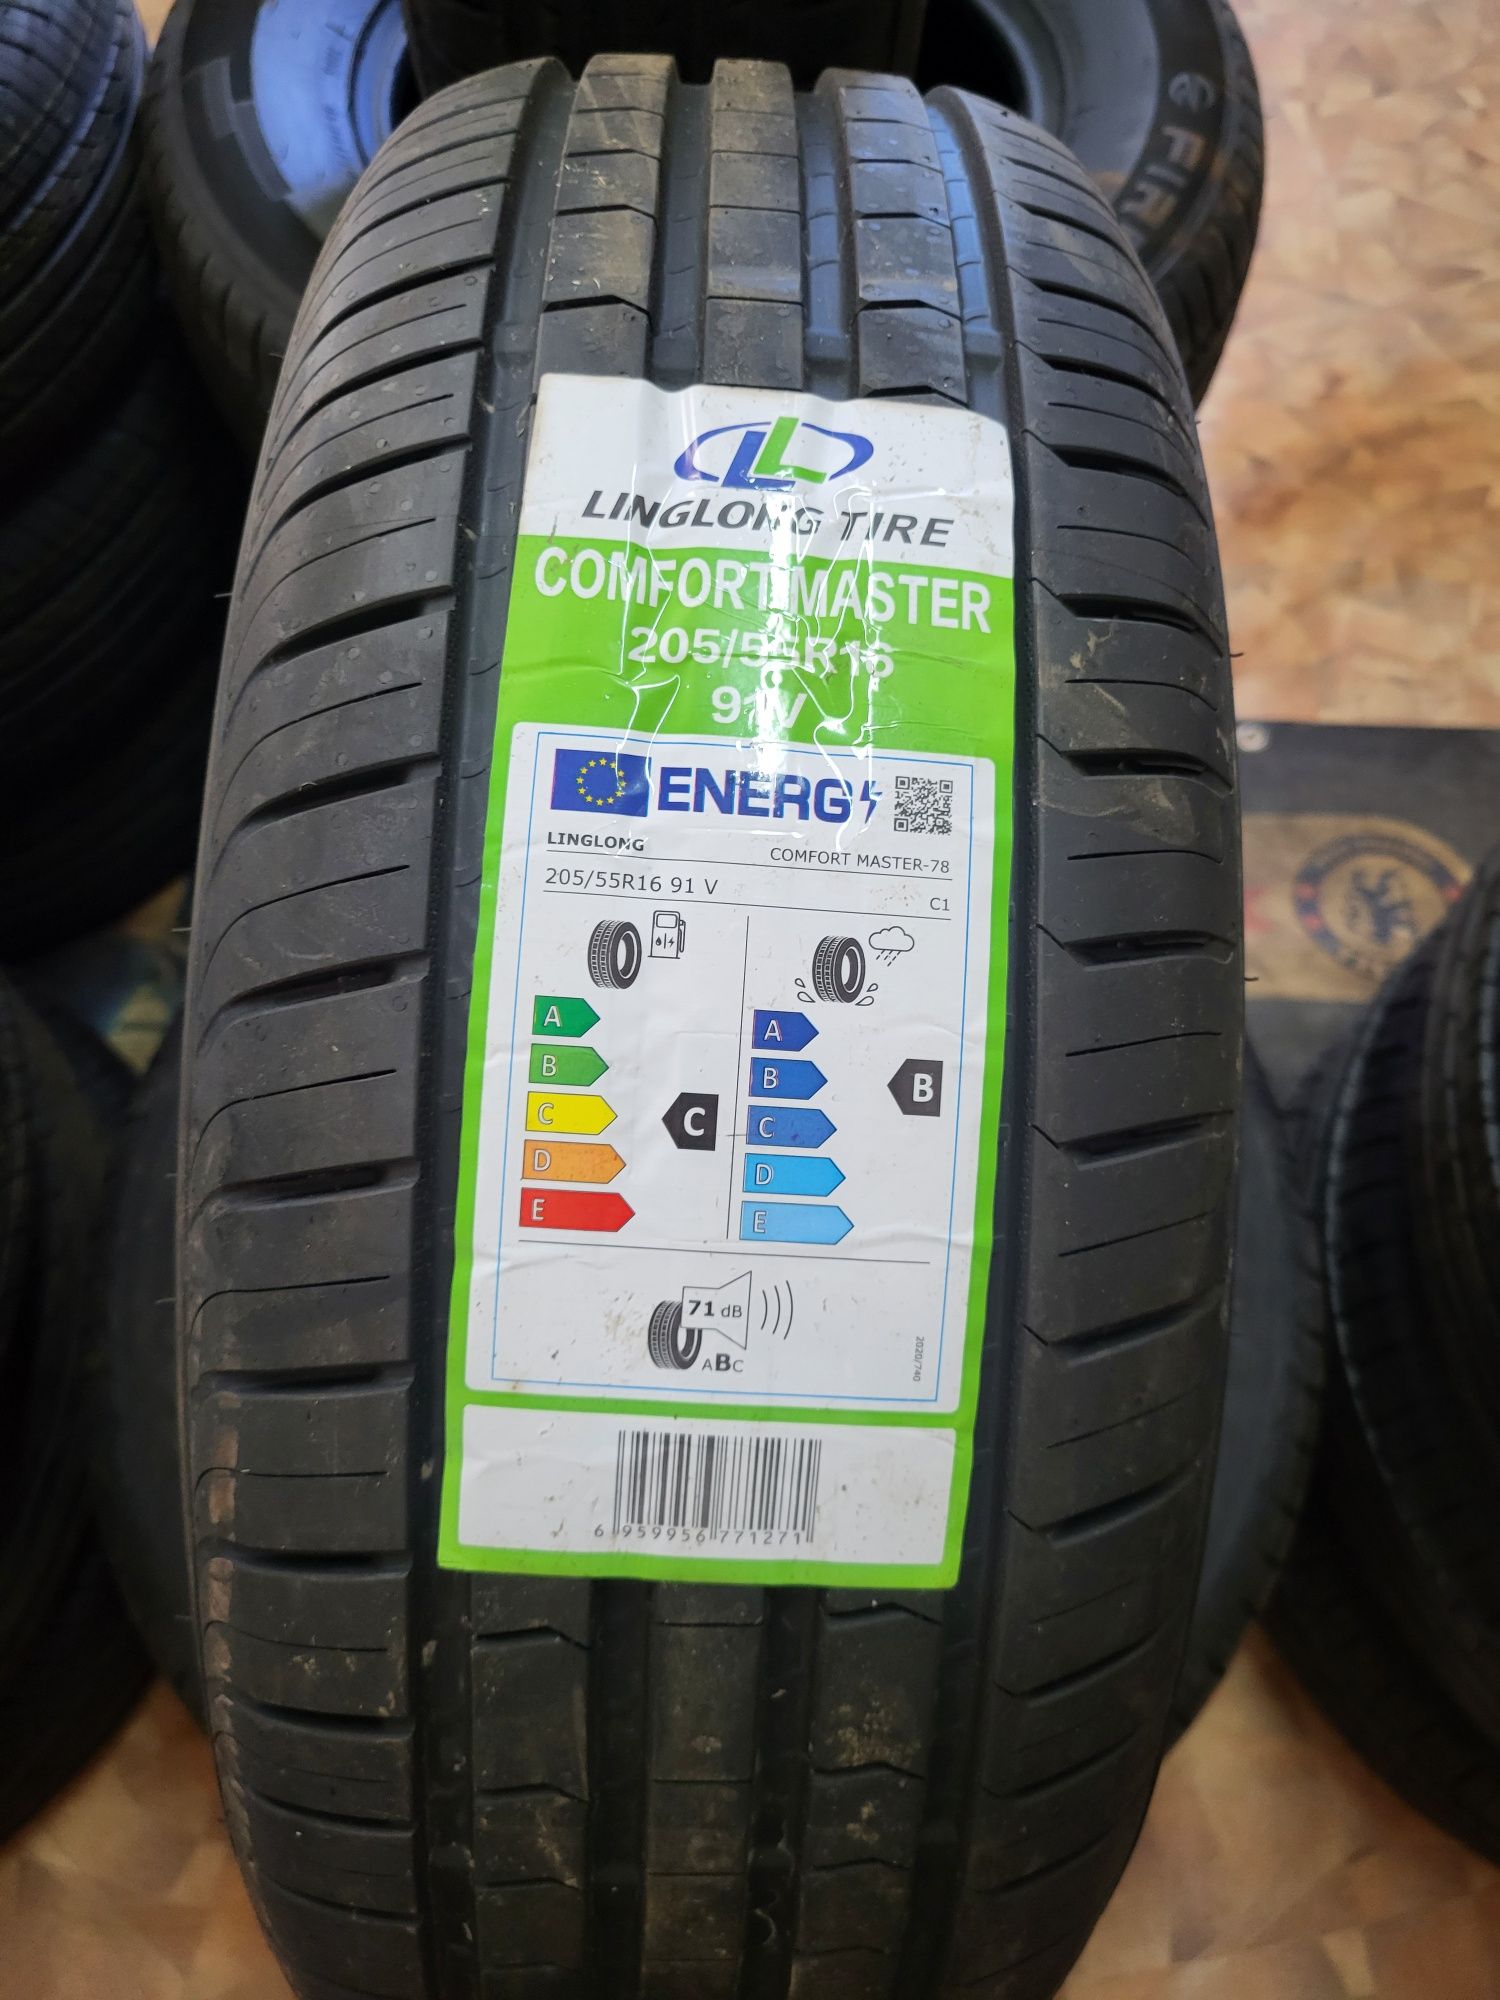 LINGLONG TIRE
COMFORT MASTER
205/55R16
91V
ENERG
LINGLONG
COMFORT MASTER-78
205/55R16 91 V
C1
A
B
C
D
E
C
A
B
C
D
E
B
71 dB
ABC
2020/740
6 959956 771271